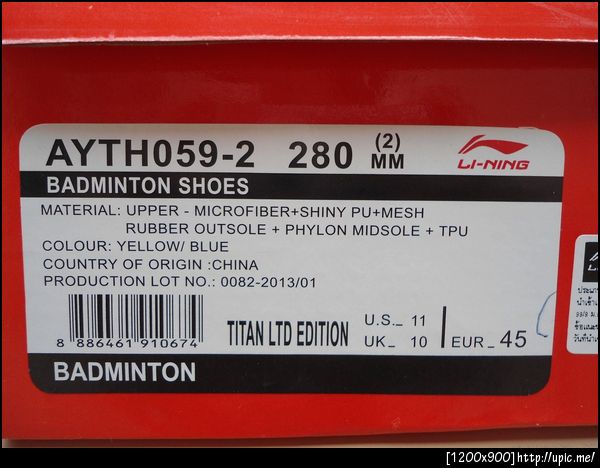 AYTH059-2 280 (2) MM
LI-NING
BADMINTON SHOES
MATERIAL: UPPER - MICROFIBER+SHINY PU+MESH
RUBBER OUTSOLE + PHYLON MIDSOLE + TPU
COLOUR: YELLOW/ BLUE
COUNTRY OF ORIGIN :CHINA
PRODUCTION LOT NO.: 0082-2013/01
8 886461 910674
TITAN LTD EDITION
U.S._ 11
UK_ 10
EUR_ 45
BADMINTON
[1200x900]http://upic.me/